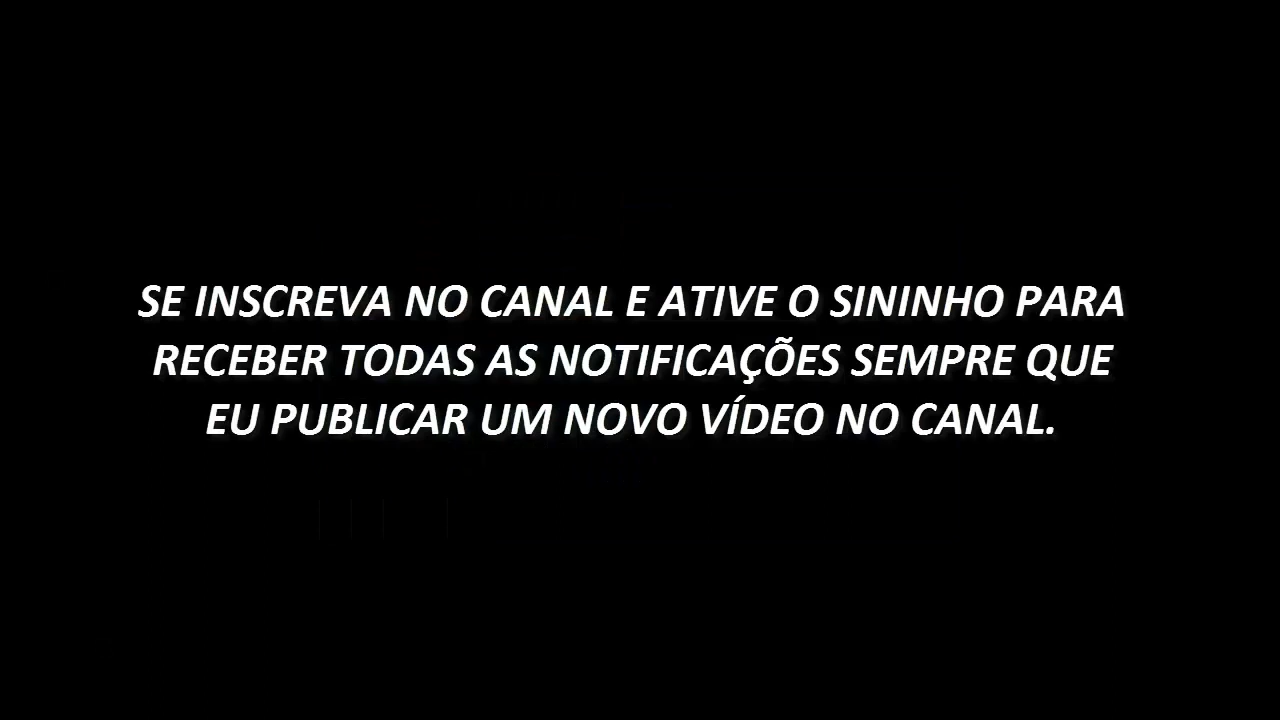 SE INSCREVA NO CANAL E ATIVE O SININHO PARA
RECEBER TODAS AS NOTIFICAÇÕES SEMPRE QUE
EU PUBLICAR UM NOVO VÍDEO NO CANAL.